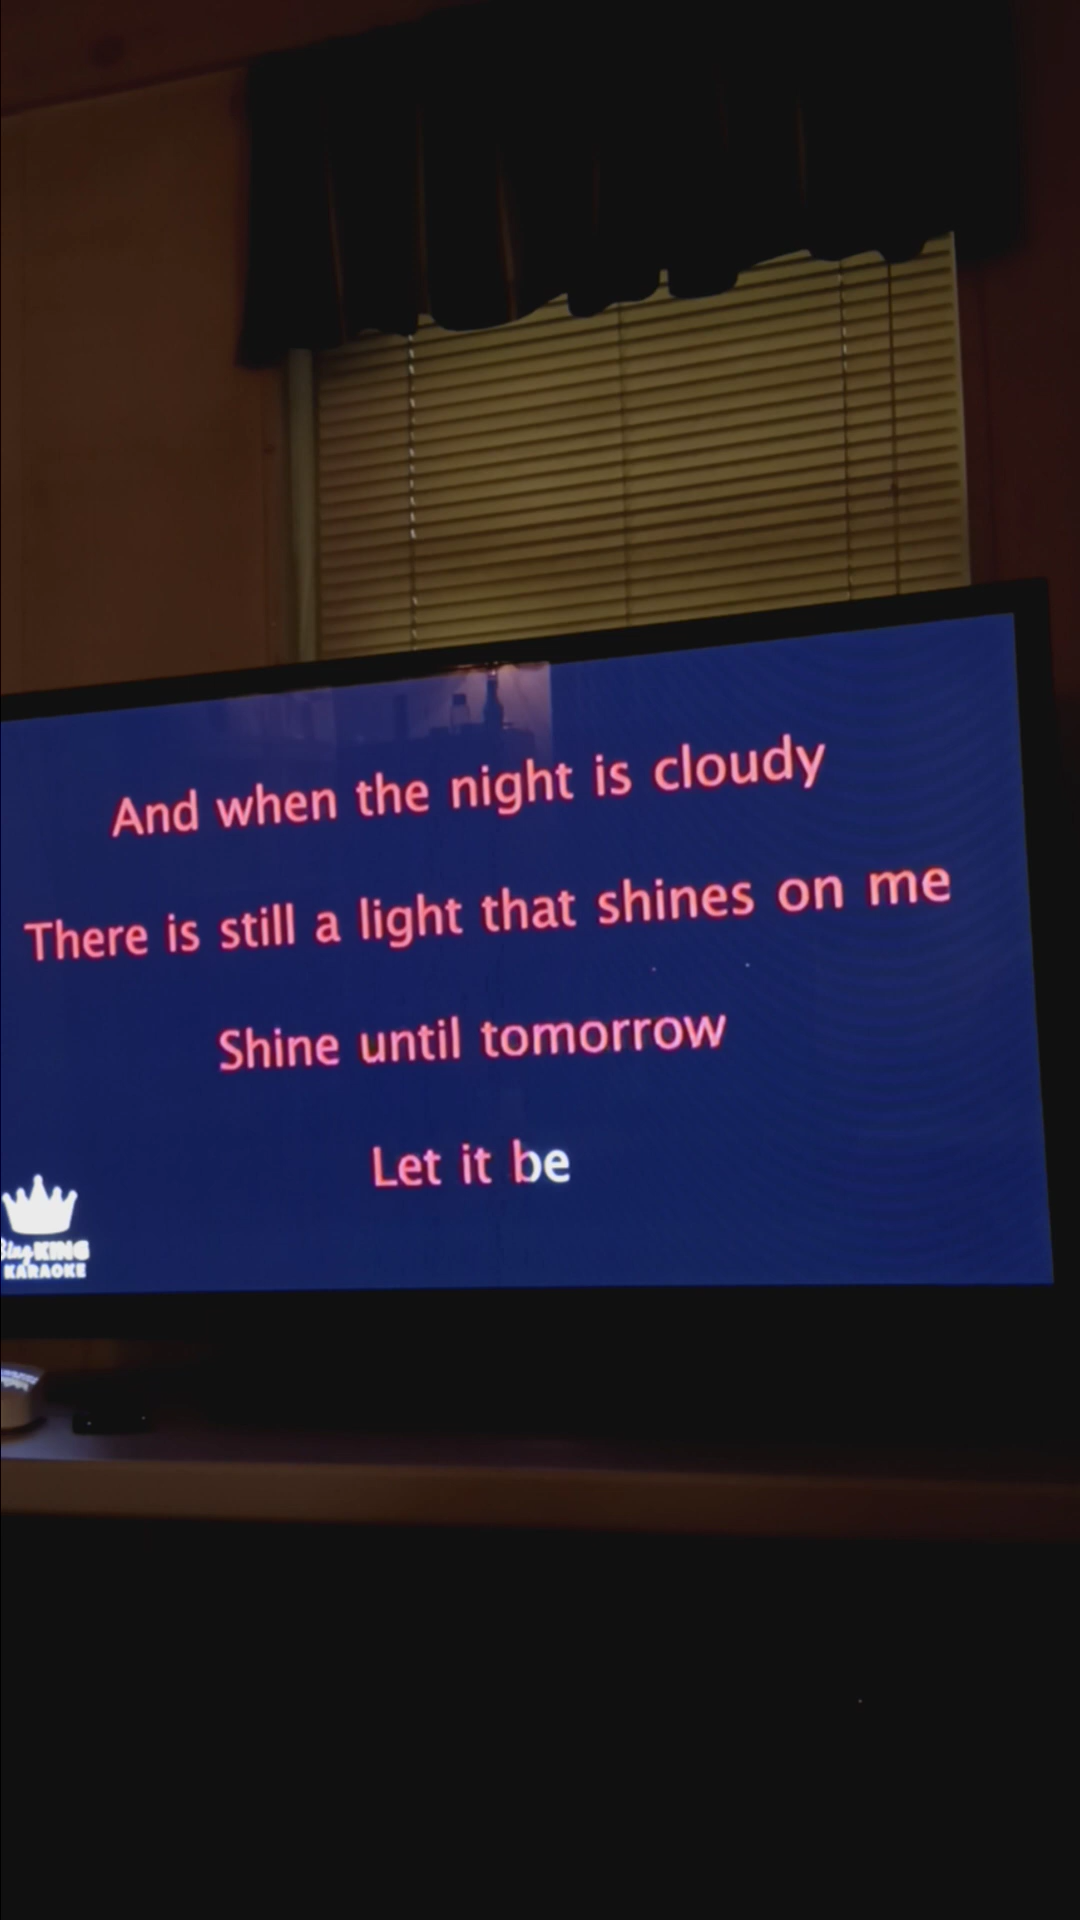 And when the night is cloudy
There is still a light that shines on me
Shine until tomorrow
Let it be
KING
KARAOKE